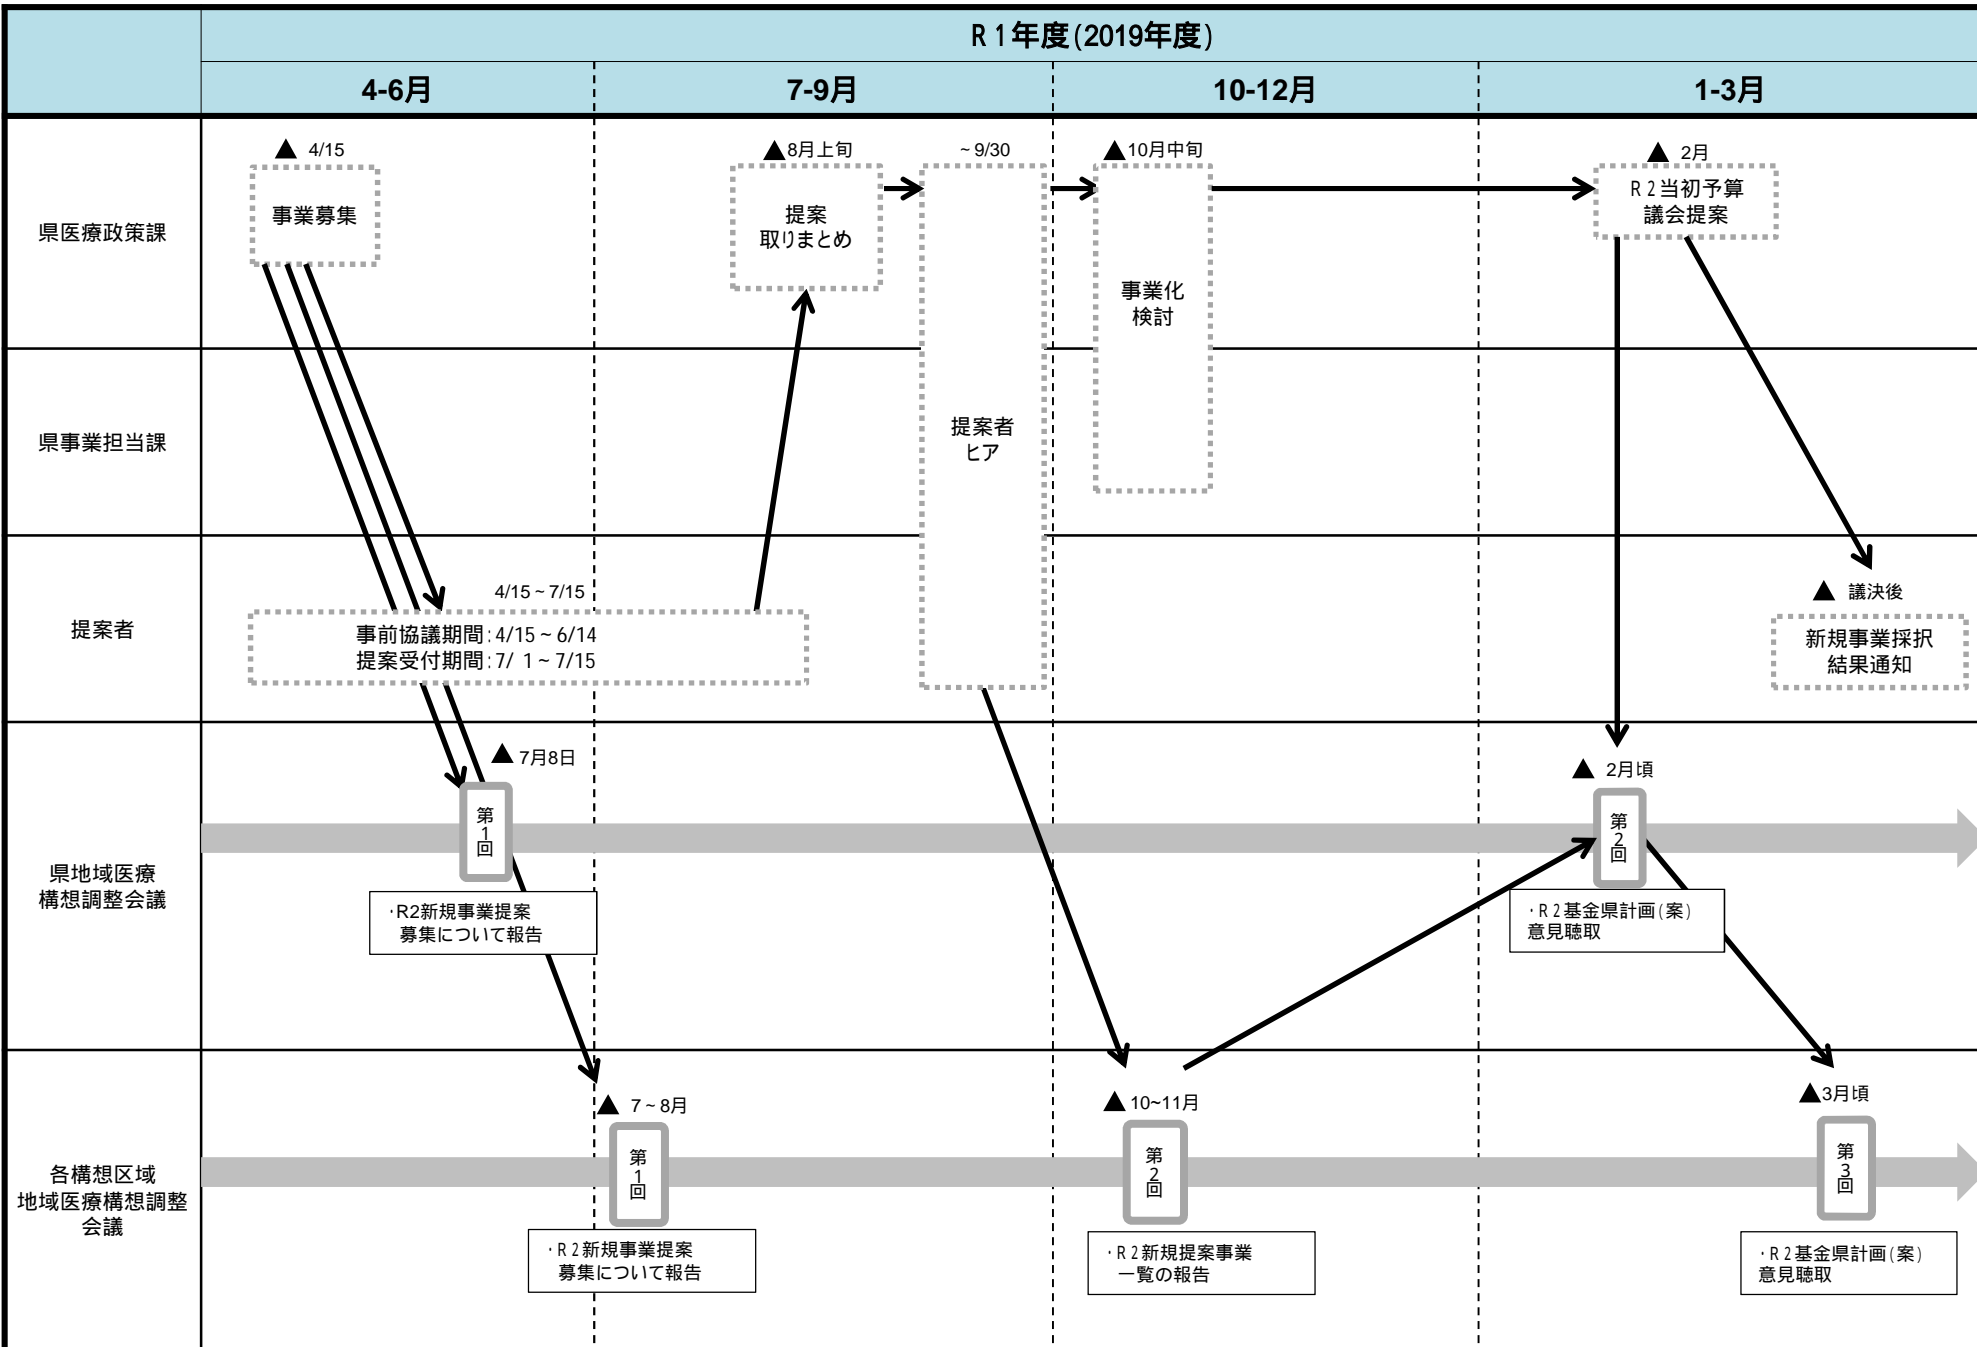 R1年度(2019年度)
4-6月
7-9月
10-12月
1-3月
県医療政策課
▲ 4/15
事業募集
▲8月上旬
提案
取りまとめ
~9/30
提案者
ヒア
▲10月中旬
事業化
検討
▲ 2月
R2当初予算
議会提案
県事業担当課
提案者
4/15~7/15
事前協議期間:4/15~6/14
提案受付期間:7/ 1~7/15
▲ 議決後
新規事業採択
結果通知
県地域医療
構想調整会議
▲ 7月8日
第1回
・R2新規事業提案
募集について報告
▲ 2月頃
第2回
・R2基金県計画(案)
意見聴取
各構想区域
地域医療構想調整
会議
▲ 7~8月
第1回
・R2新規事業提案
募集について報告
▲10~11月
第2回
・R2新規提案事業
一覧の報告
▲3月頃
第3回
・R2基金県計画(案)
意見聴取